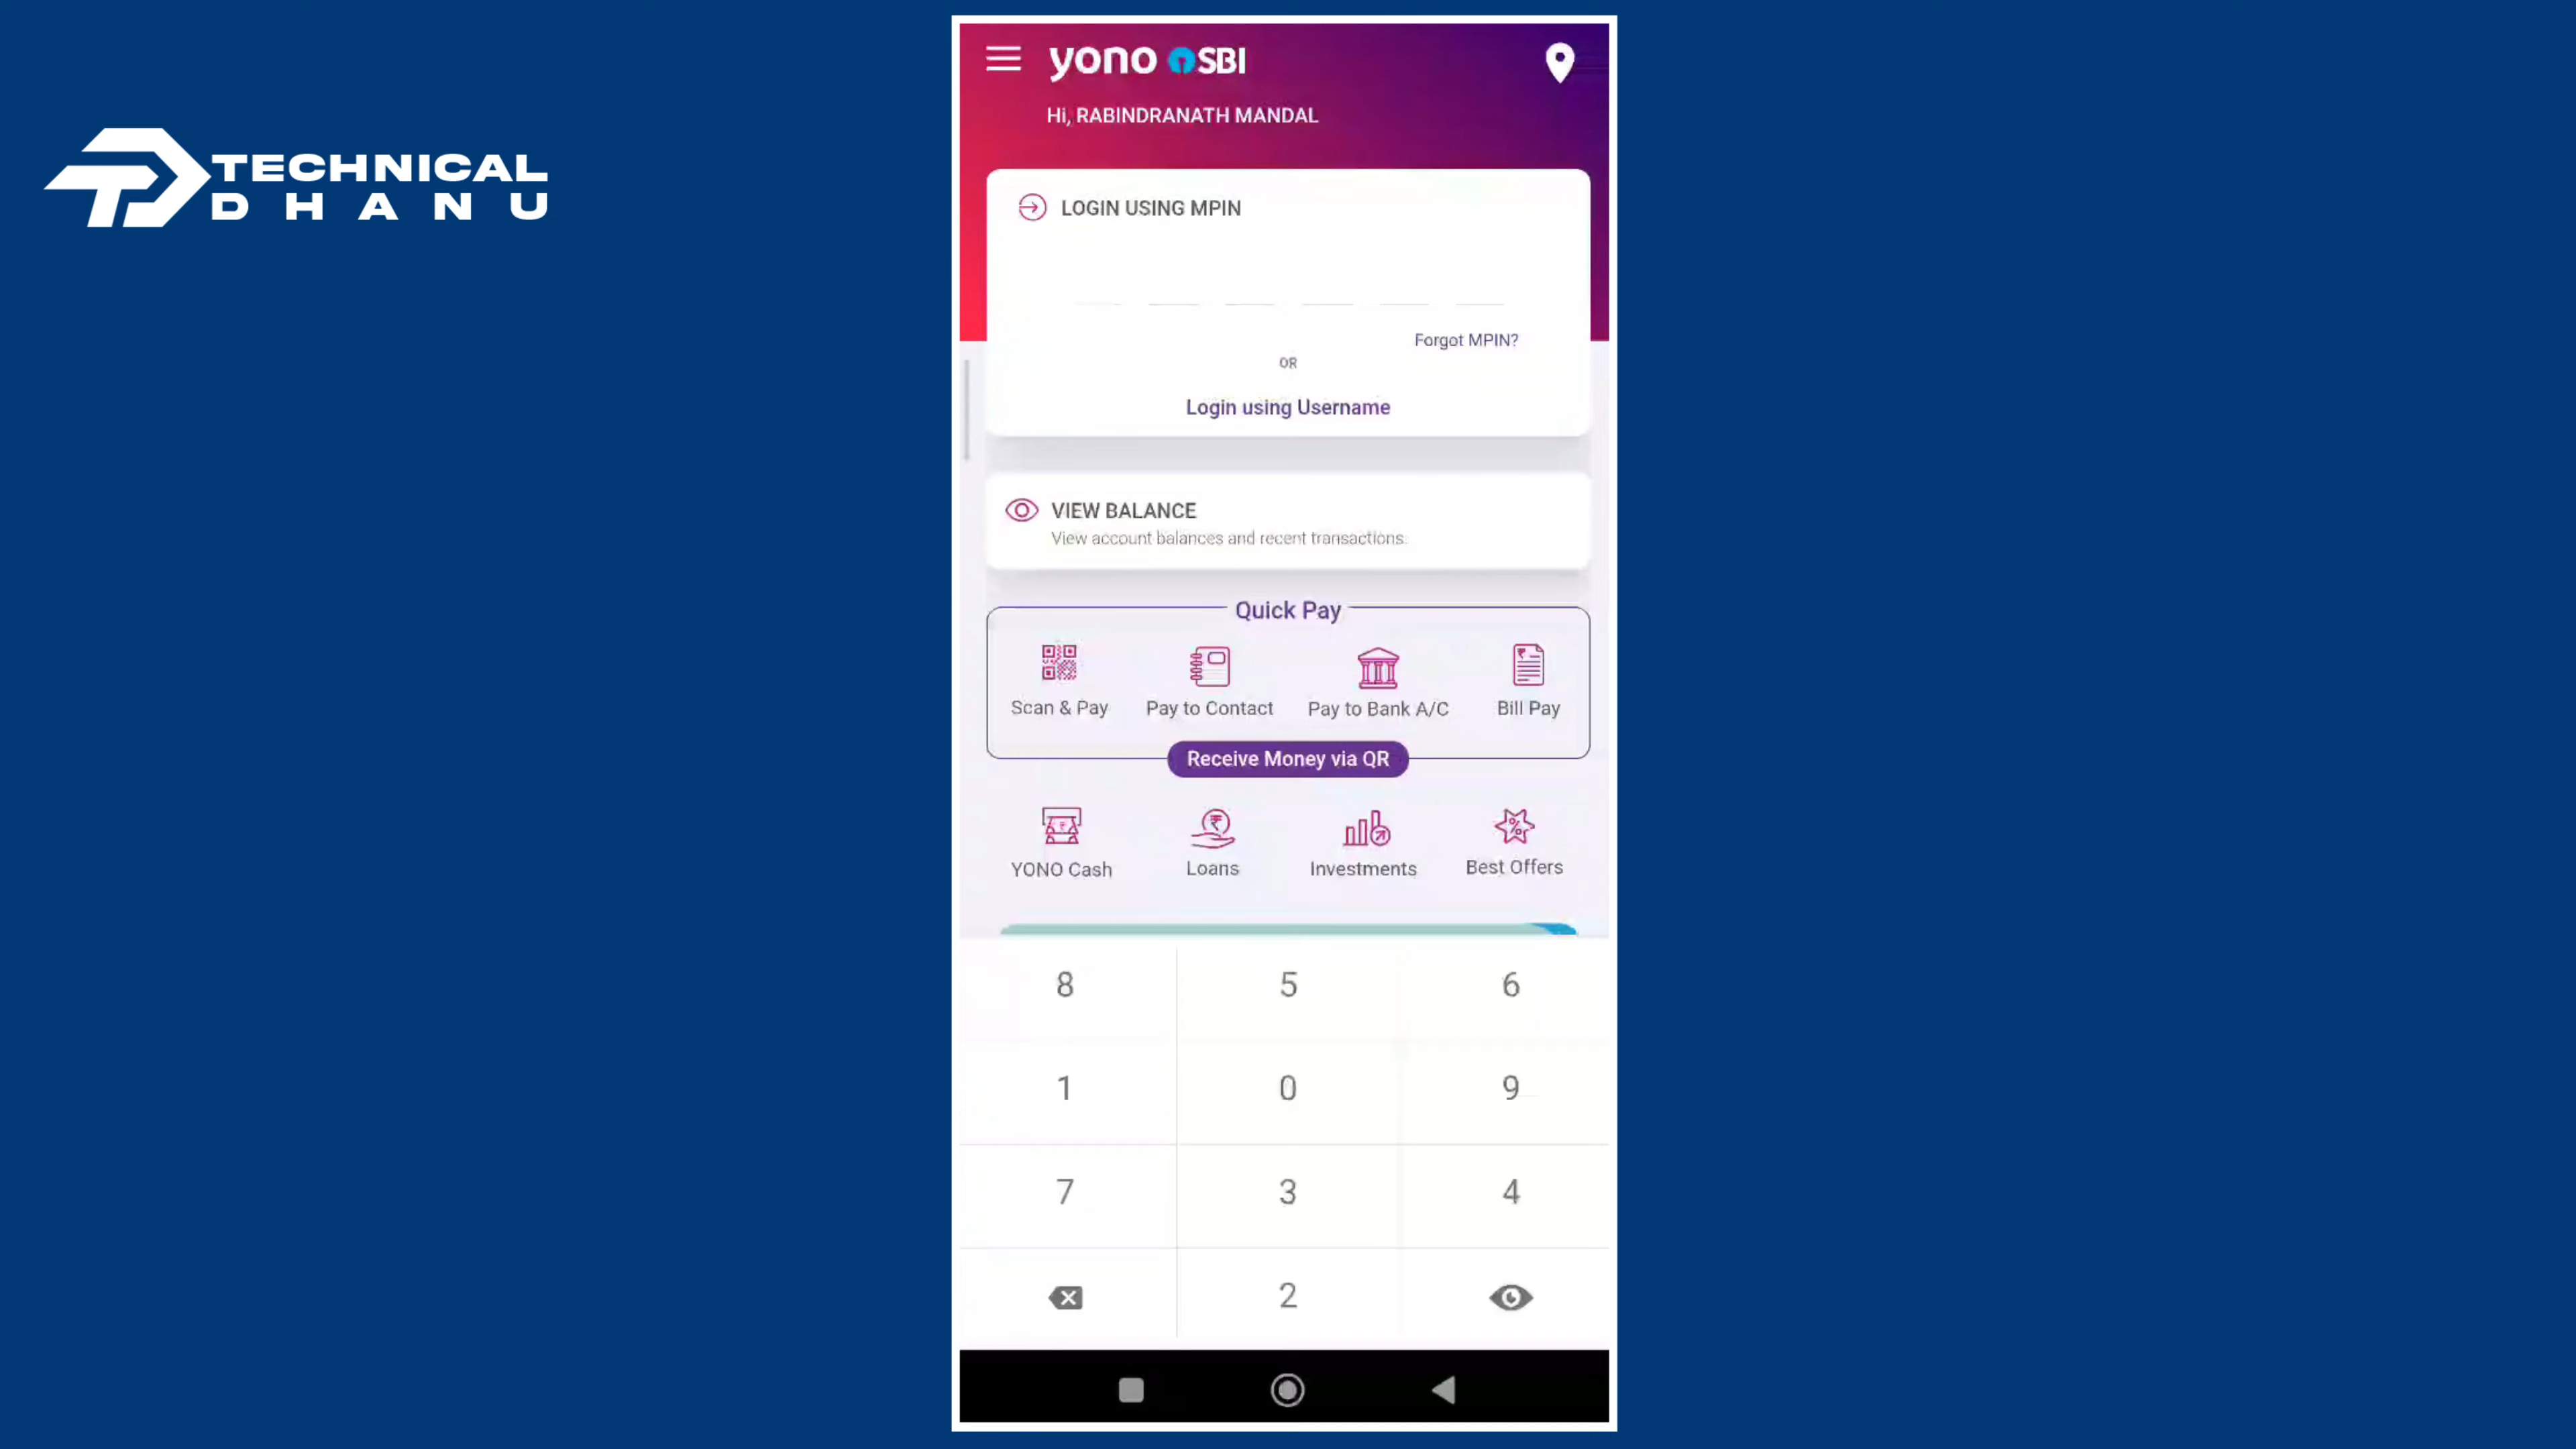 TECHNICAL
DHANU
yono SBI
Hi, RABINDRANATH MANDAL
LOGIN USING MPIN
Forgot MPIN?
OR
Login using Username
VIEW BALANCE
View account balances and recent transactions.
Quick Pay
Scan & Pay Pay to Contact Pay to Bank A/C Bill Pay
Receive Money via QR
YONO Cash Loans Investments Best Offers
8 5 6
1 0 9
7 3 4
2